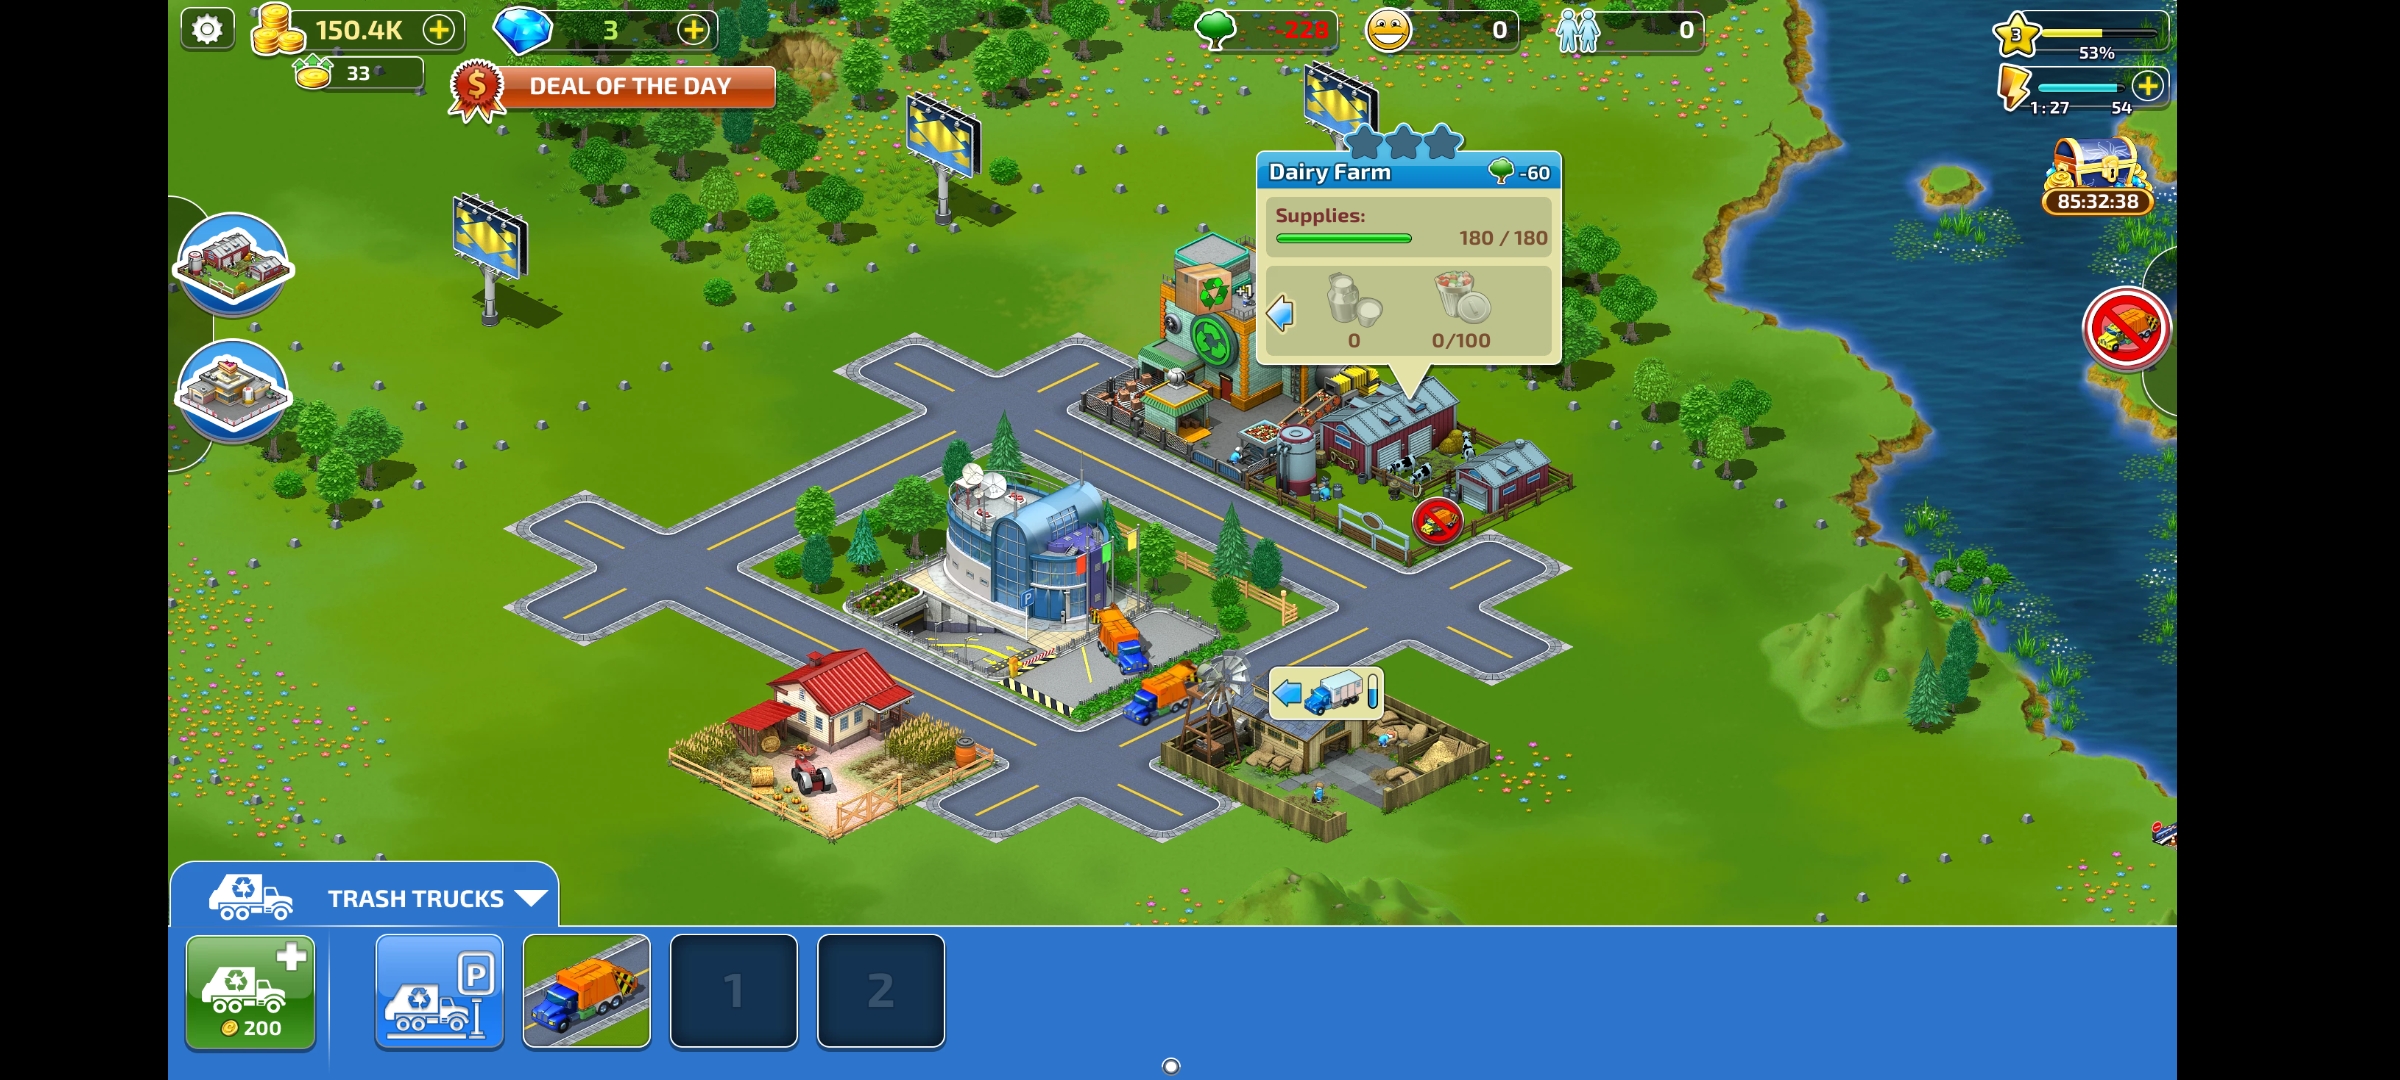 150.4K
3
-228
0
0
3
53%
33
DEAL OF THE DAY
1:27
54
85:32:38
Dairy Farm
-60
Supplies:
180 / 180
+1
0
0/100
P
TRASH TRUCKS
200
P
1
2